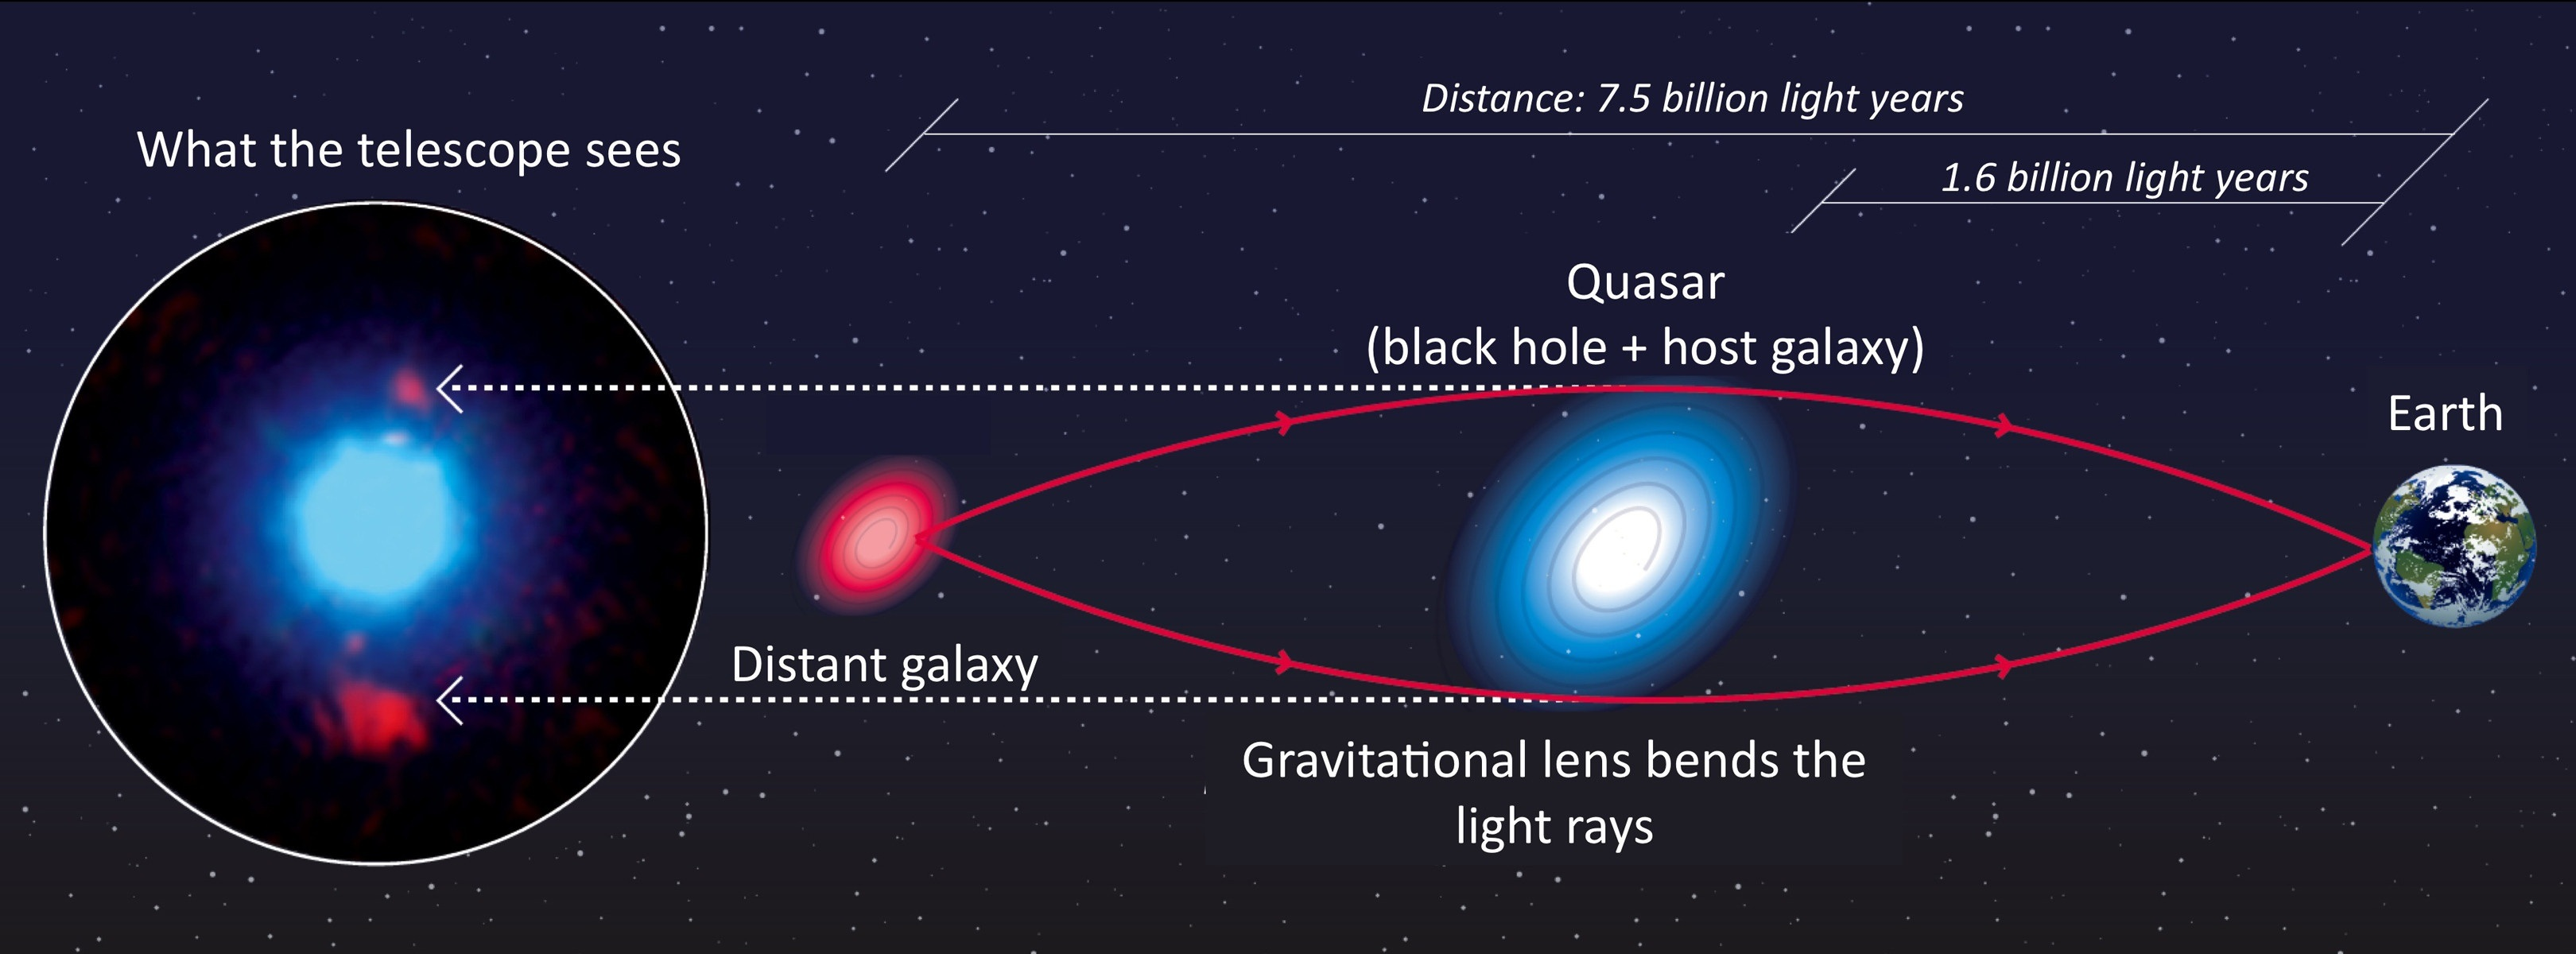 Distance: 7.5 billion light years
What the telescope sees
1.6 billion light years
Quasar
(black hole + host galaxy)
Earth
Distant galaxy
Gravitational lens bends the
light rays